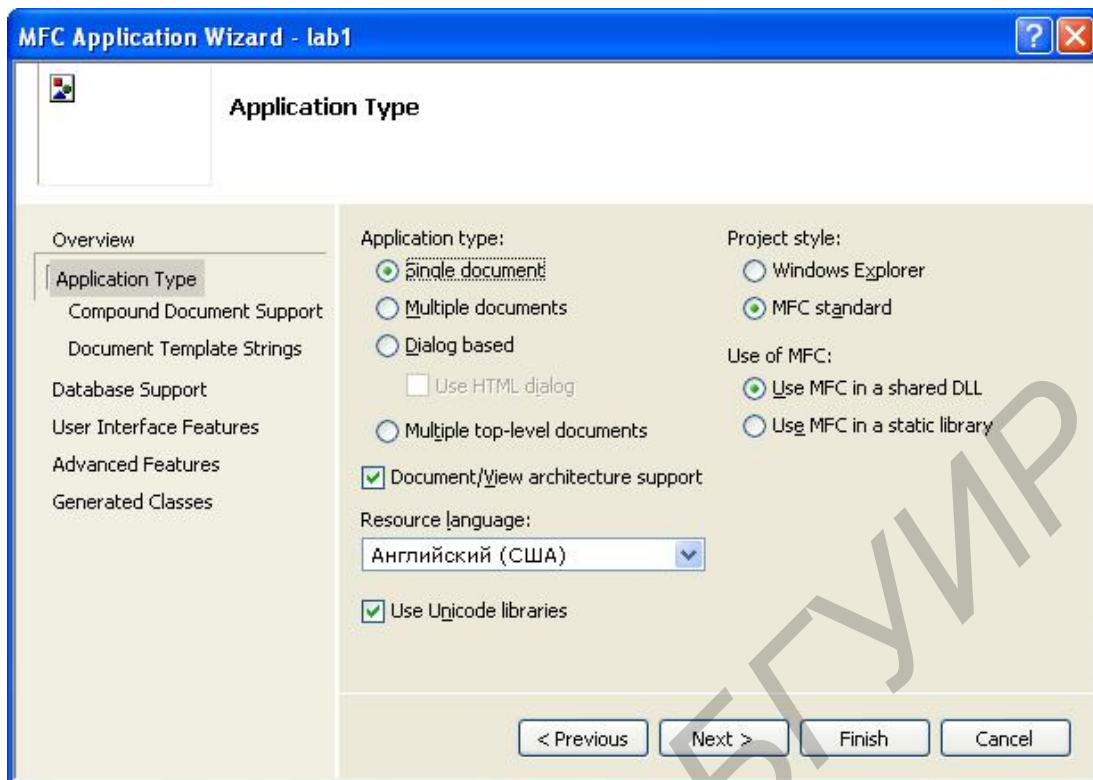 MFC Application Wizard - lab1
Application Type
Overview
Application Type
Compound Document Support
Document Template Strings
Database Support
User Interface Features
Advanced Features
Generated Classes
Application type:
Single document
Multiple documents
Dialog based
Use HTML dialog
Multiple top-level documents
Document/View architecture support
Resource language:
Английский (США)
Use Unicode libraries
Project style:
Windows Explorer
MFC standard
Use of MFC:
Use MFC in a shared DLL
Use MFC in a static library
< Previous
Next >
Finish
Cancel
БГУИР